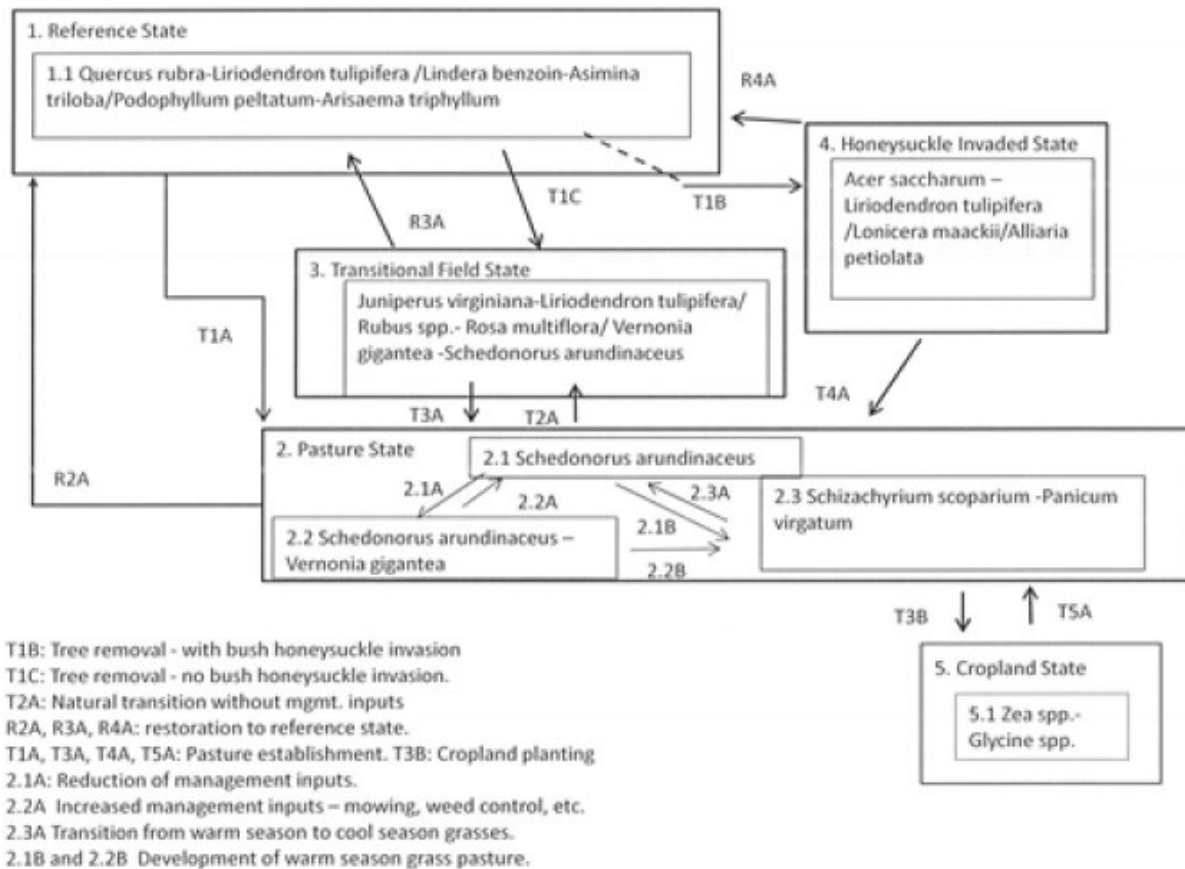 1. Reference State
1.1 Quercus rubra-Liriodendron tulipifera /Lindera benzoin-Asimina
triloba/Podophyllum peltatum-Arisaema triphyllum
R4A
4. Honeysuckle Invaded State
Acer saccharum –
Liriodendron tulipifera
/Lonicera maackii/Alliaria
petiolata
T1C
T1B
R3A
3. Transitional Field State
Juniperus virginiana-Liriodendron tulipifera/
Rubus spp.- Rosa multiflora/ Vernonia
gigantea -Schedonorus arundinaceus
T1A
T3A
T2A
T4A
R2A
2. Pasture State
2.1 Schedonorus arundinaceus
2.1A
2.2A
2.3A
2.3 Schizachyrium scoparium -Panicum
virgatum
2.1B
2.2 Schedonorus arundinaceus –
Vernonia gigantea
2.2B
T3B
T5A
5. Cropland State
5.1 Zea spp.-
Glycine spp.
T1B: Tree removal - with bush honeysuckle invasion
T1C: Tree removal - no bush honeysuckle invasion.
T2A: Natural transition without mgmt. inputs
R2A, R3A, R4A: restoration to reference state.
T1A, T3A, T4A, T5A: Pasture establishment. T3B: Cropland planting
2.1A: Reduction of management inputs.
2.2A  Increased management inputs – mowing, weed control, etc.
2.3A Transition from warm season to cool season grasses.
2.1B and 2.2B  Development of warm season grass pasture.